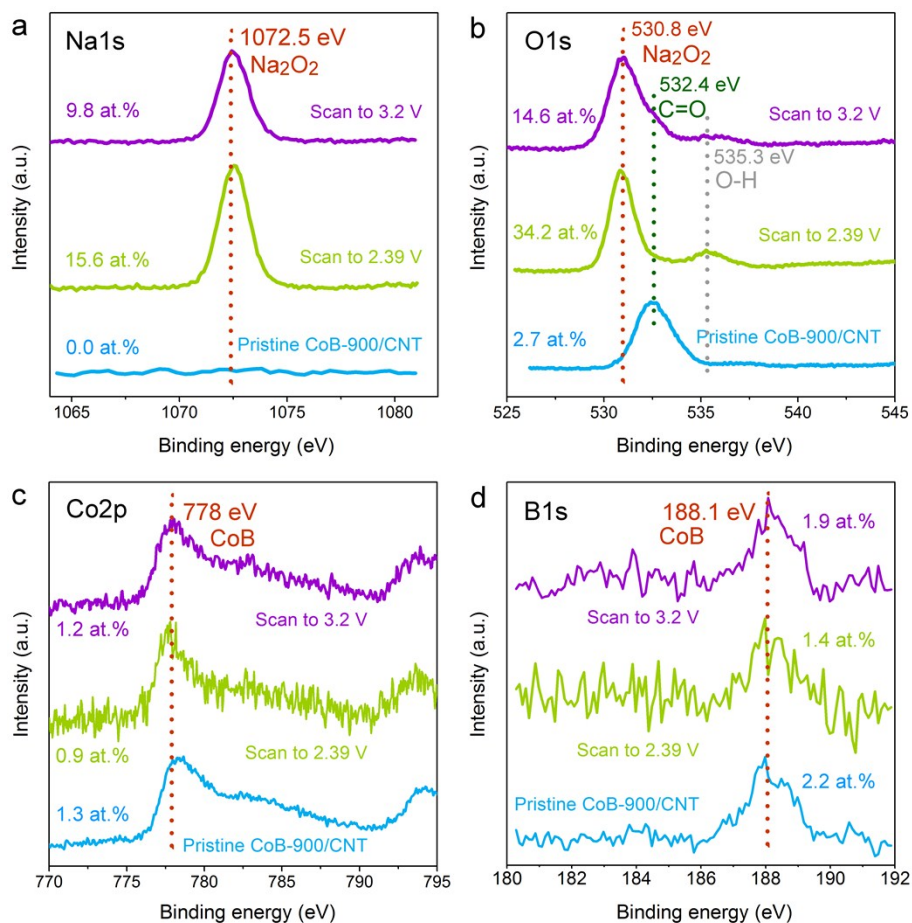 a
Na1s
1072.5 eV
Na₂O₂
9.8 at.%
Scan to 3.2 V
15.6 at.%
Scan to 2.39 V
0.0 at.%
Pristine CoB-900/CNT
Intensity (a.u.)
1065 1070 1075 1080
Binding energy (eV)
b
O1s
530.8 eV
Na₂O₂
532.4 eV
C=O
14.6 at.%
Scan to 3.2 V
535.3 eV
O-H
34.2 at.%
Scan to 2.39 V
2.7 at.%
Pristine CoB-900/CNT
Intensity (a.u.)
525 530 535 540 545
Binding energy (eV)
c
Co2p
778 eV
CoB
1.2 at.%
Scan to 3.2 V
0.9 at.%
Scan to 2.39 V
1.3 at.%
Pristine CoB-900/CNT
Intensity (a.u.)
770 775 780 785 790 795
Binding energy (eV)
d
B1s
188.1 eV
CoB
1.9 at.%
Scan to 3.2 V
1.4 at.%
Scan to 2.39 V
2.2 at.%
Pristine CoB-900/CNT
Intensity (a.u.)
180 182 184 186 188 190 192
Binding energy (eV)